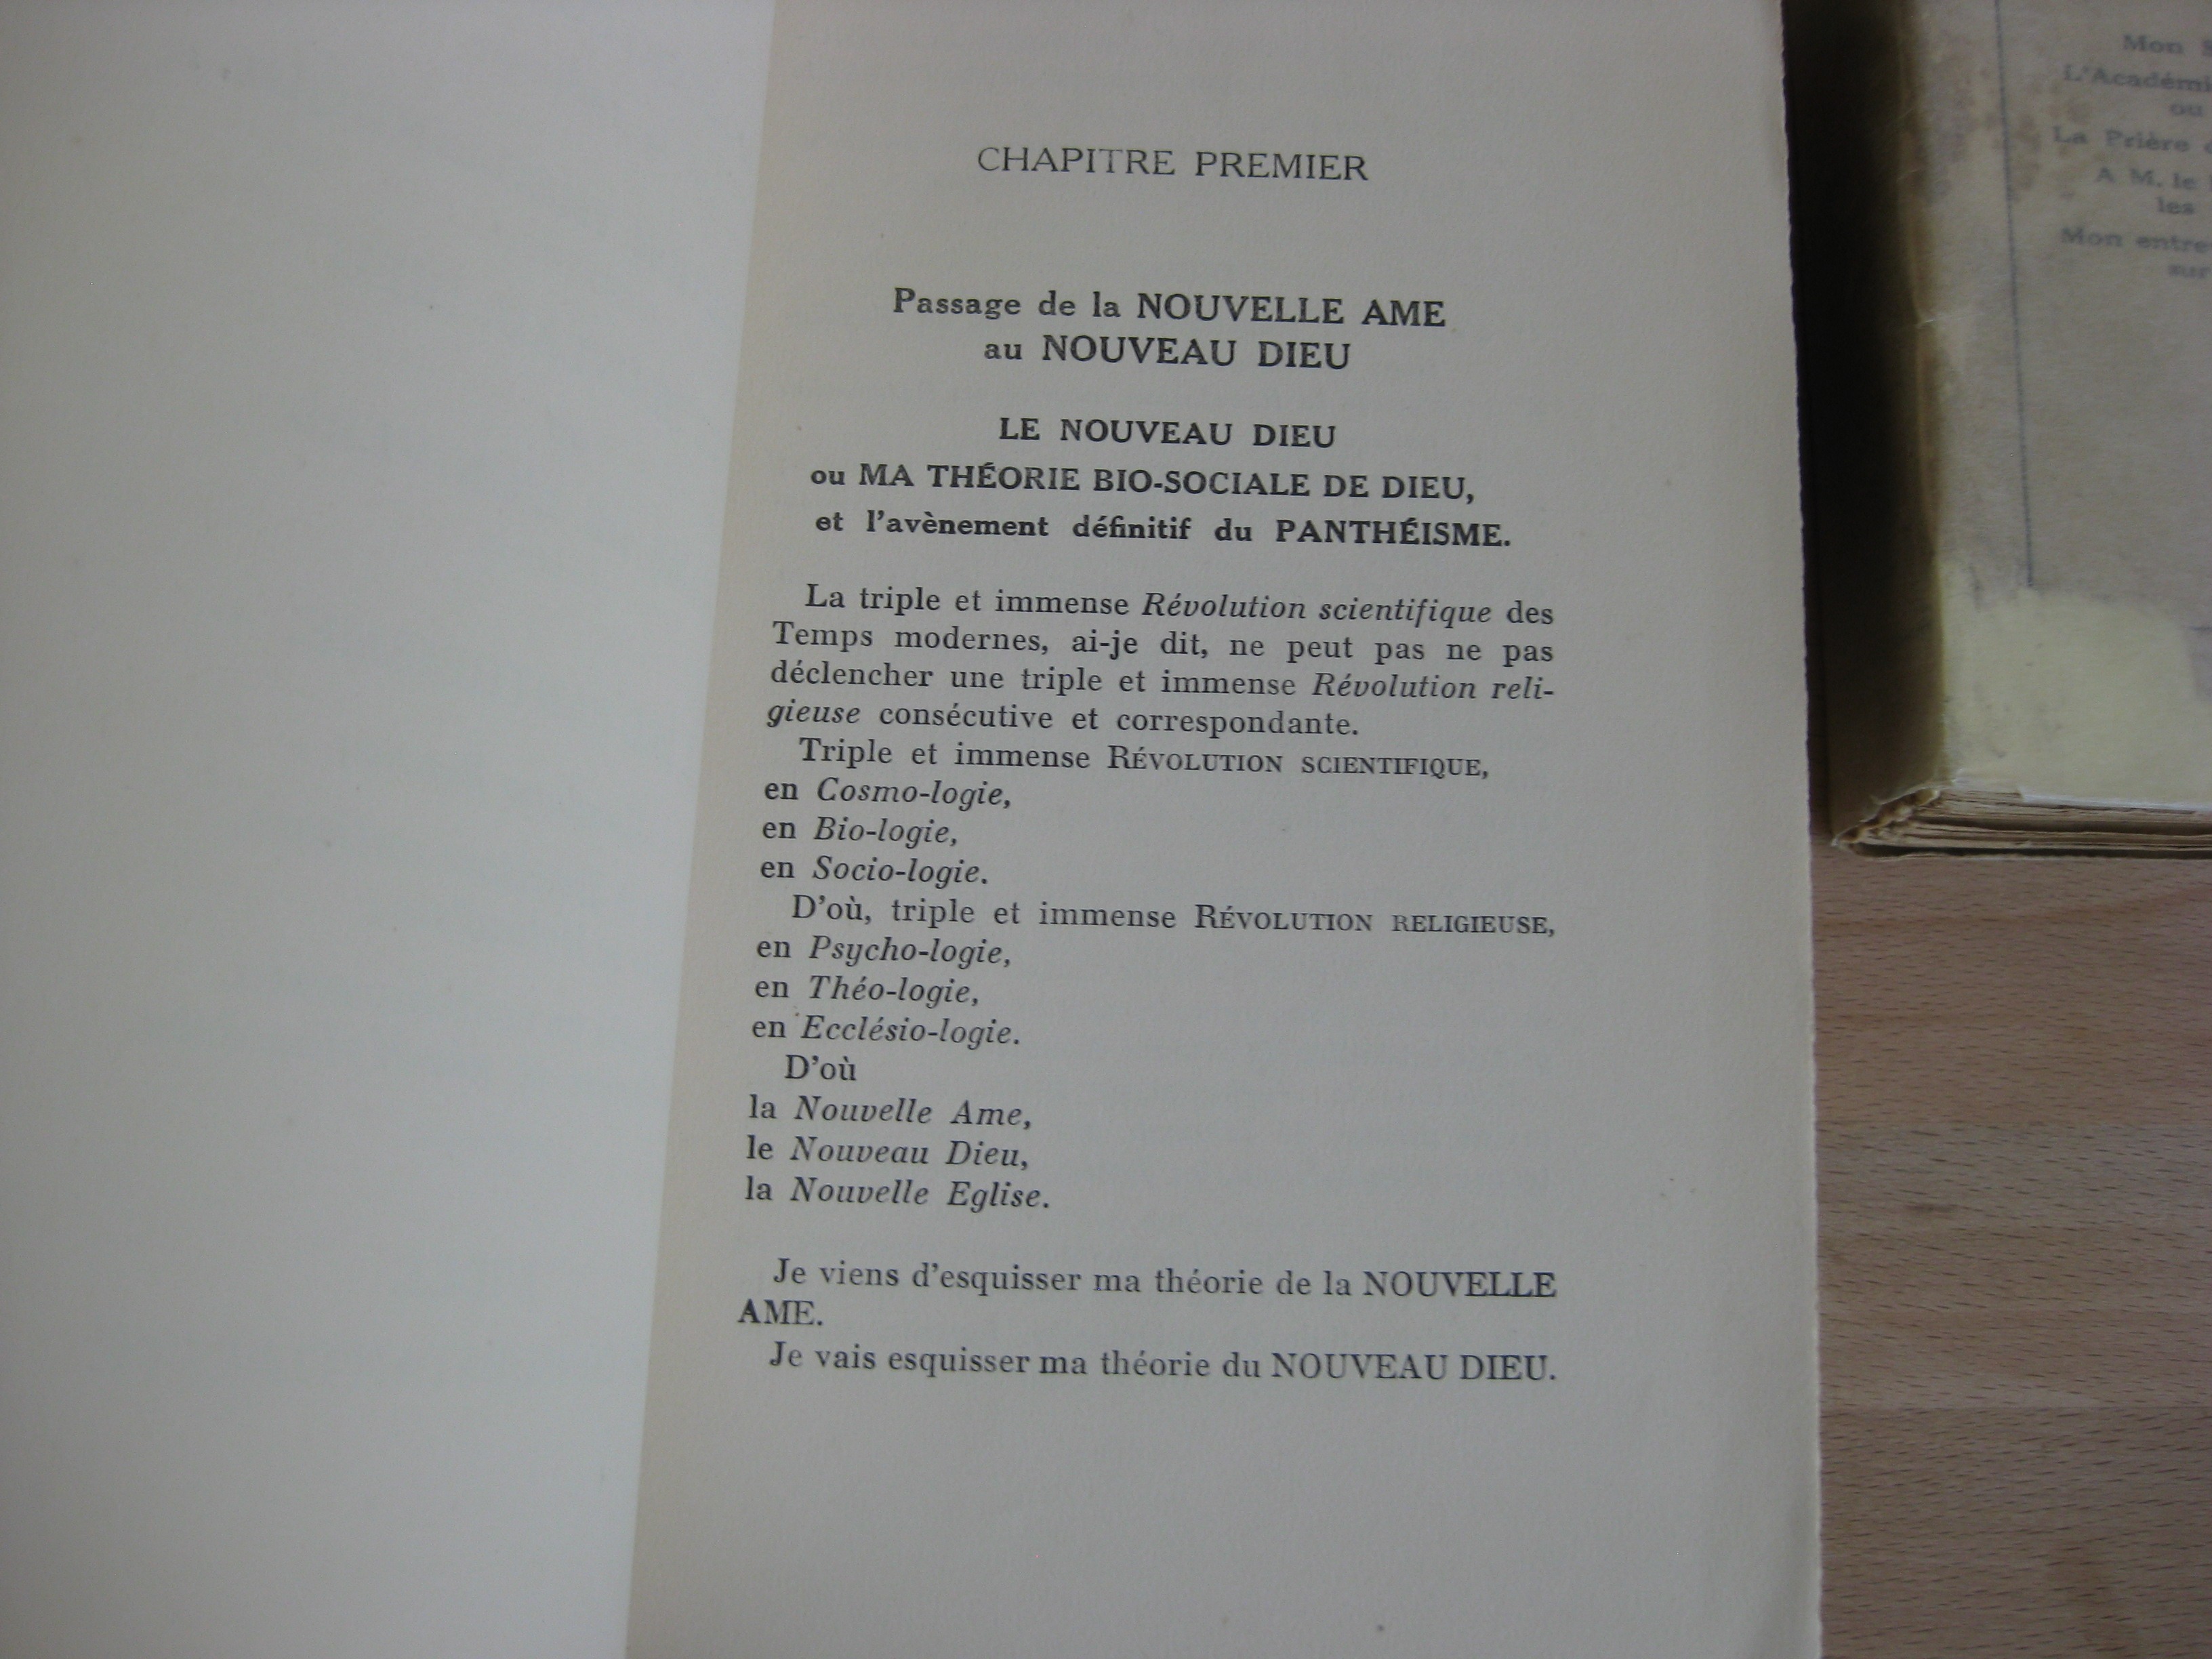 CHAPITRE PREMIER
Passage de la NOUVELLE AME
au NOUVEAU DIEU
LE NOUVEAU DIEU
ou MA THÉORIE BIO-SOCIALE DE DIEU,
et l'avènement définitif du PANTHÉISME.
La triple et immense Révolution scientifique des
Temps modernes, ai-je dit, ne peut pas ne pas
déclencher une triple et immense Révolution reli-
gieuse consécutive et correspondante.
Triple et immense RÉVOLUTION SCIENTIFIQUE,
en Cosmo-logie,
en Bio-logie,
en Socio-logie.
D'où, triple et immense RÉVOLUTION RELIGIEUSE,
en Psycho-logie,
en Théo-logie,
en Ecclésio-logie.
D'où
la Nouvelle Ame,
le Nouveau Dieu,
la Nouvelle Eglise.
Je viens d'esquisser ma théorie de la NOUVELLE
AME.
Je vais esquisser ma théorie du NOUVEAU DIEU.
Mon
L'Académi
ou
La Prière
A M. le
les
Mon entre
sur